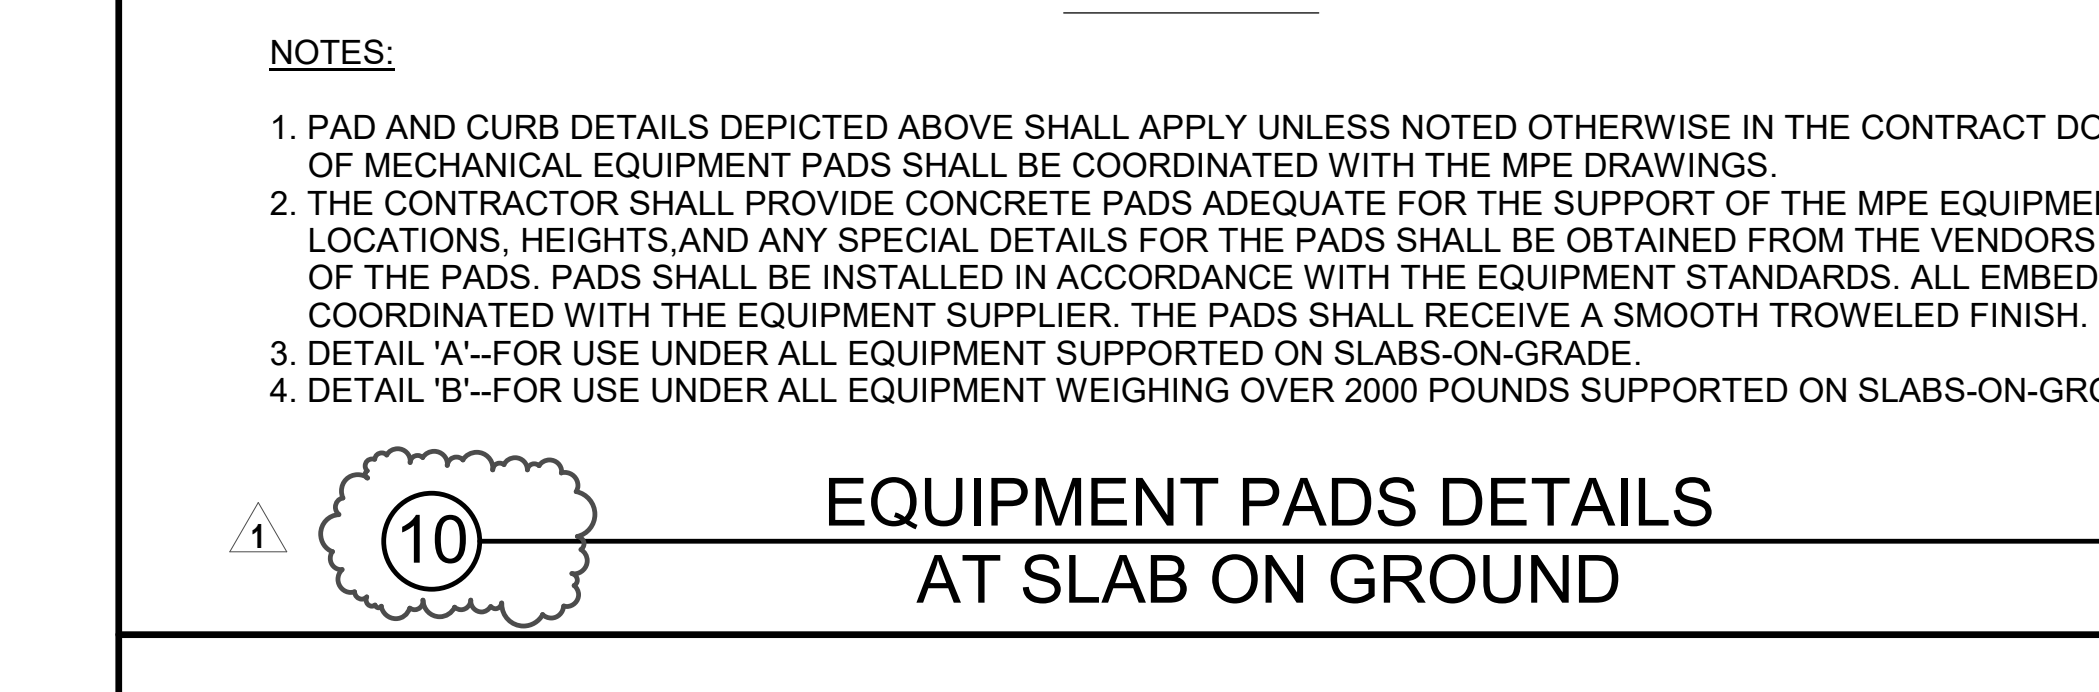 NOTES:
1. PAD AND CURB DETAILS DEPICTED ABOVE SHALL APPLY UNLESS NOTED OTHERWISE IN THE CONTRACT
OF MECHANICAL EQUIPMENT PADS SHALL BE COORDINATED WITH THE MPE DRAWINGS.
2. THE CONTRACTOR SHALL PROVIDE CONCRETE PADS ADEQUATE FOR THE SUPPORT OF THE MPE
LOCATIONS, HEIGHTS,AND ANY SPECIAL DETAILS FOR THE PADS SHALL BE OBTAINED FROM THE VENDORS
OF THE PADS. PADS SHALL BE INSTALLED IN ACCORDANCE WITH THE EQUIPMENT STANDARDS. ALL
COORDINATED WITH THE EQUIPMENT SUPPLIER. THE PADS SHALL RECEIVE A SMOOTH TROWELED FINISH.
3. DETAIL 'A'--FOR USE UNDER ALL EQUIPMENT SUPPORTED ON SLABS-ON-GRADE.
4. DETAIL 'B'--FOR USE UNDER ALL EQUIPMENT WEIGHING OVER 2000 POUNDS SUPPORTED ON
1
10
EQUIPMENT PADS DETAILS
AT SLAB ON GROUND